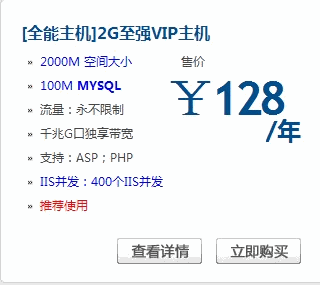 [全能主机]2G至强VIP主机
» 2000M 空间大小
» 100M MYSQL
» 流量：永不限制
» 千兆G口独享带宽
» 支持：ASP；PHP
» IIS并发：400个IIS并发
» 推荐使用
售价
￥128
/年
查看详情 立即购买